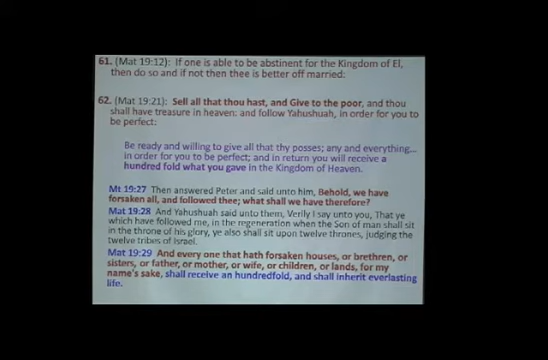 61. (Mat 19:12): If one is able to be abstinent for the Kingdom of El,
then do so and if not then thee is better off married:
62. (Mat 19:21): Sell all that thou hast, and Give to the poor, and thou
shall have treasure in heaven: and follow Yahushuah, in order for you to
be perfect:
Be ready and willing to give all that thy posses; any and everything...
in order for you to be perfect; and in return you will receive a
hundred fold what you gave in the Kingdom of Heaven.
Mt 19:27 Then answered Peter and said unto him, Behold, we have
forsaken all, and followed thee; what shall we have therefore?
Mat 19:28 And Yahushuah said unto them, Verily I say unto you, That ye
which have followed me, in the regeneration when the Son of man shall sit
in the throne of his glory, ye also shall sit upon twelve thrones, judging the
twelve tribes of Israel.
Mat 19:29 And every one that hath forsaken houses, or brethren, or
sisters, or father, or mother, or wife, or children, or lands, for my
name's sake, shall receive an hundredfold, and shall inherit everlasting
life.